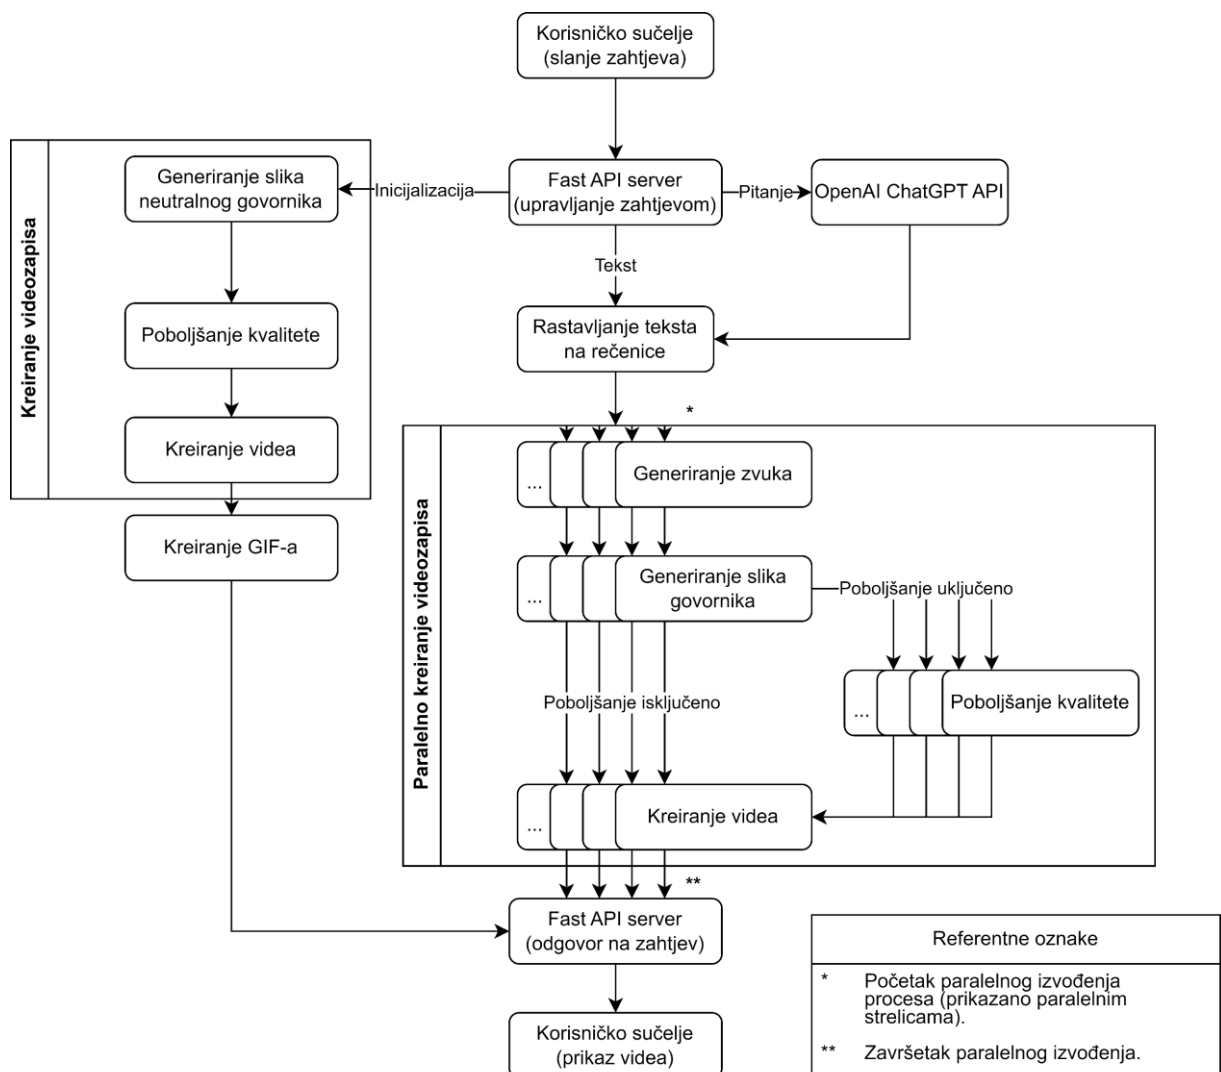 Korisničko sučelje
(slanje zahtjeva)
Kreiranje videozapisa
Generiranje slika
neutralnog govornika
Inicijalizacija
Fast API server
(upravljanje zahtjevom)
Pitanje
OpenAI ChatGPT API
Tekst
Poboljšanje kvalitete
Rastavljanje teksta
na rečenice
Kreiranje videa
*
Kreiranje GIF-a
Paralelno kreiranje videozapisa
...
Generiranje zvuka
...
Generiranje slika
govornika
Poboljšanje uključeno
Poboljšanje isključeno
...
Poboljšanje kvalitete
...
Kreiranje videa
**
Fast API server
(odgovor na zahtjev)
Korisničko sučelje
(prikaz videa)
Referentne oznake
* Početak paralelnog izvođenja
procesa (prikazano paralelnim
strelicama).
** Završetak paralelnog izvođenja.